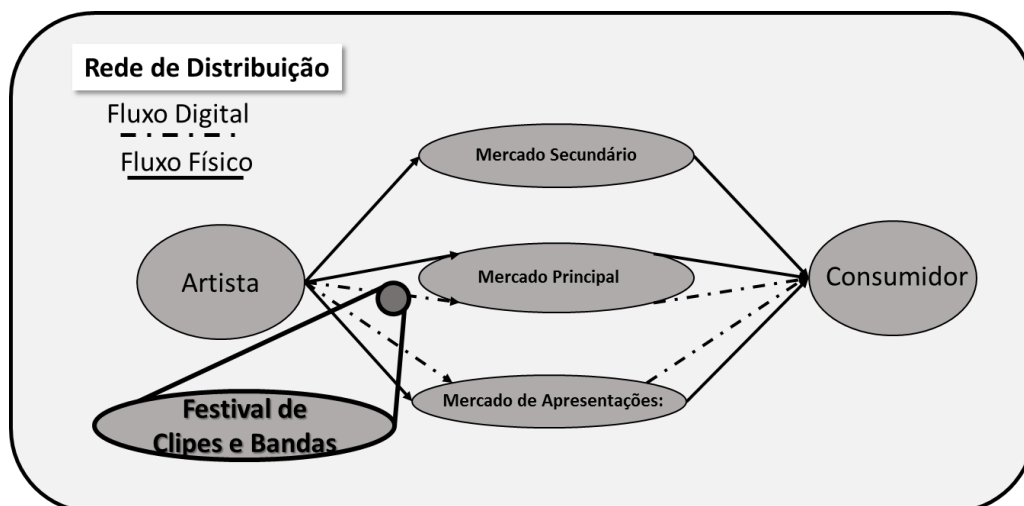 Rede de Distribuição
Fluxo Digital
Fluxo Físico
Mercado Secundário
Artista
Mercado Principal
Consumidor
Mercado de Apresentações:
Festival de
Clipes e Bandas